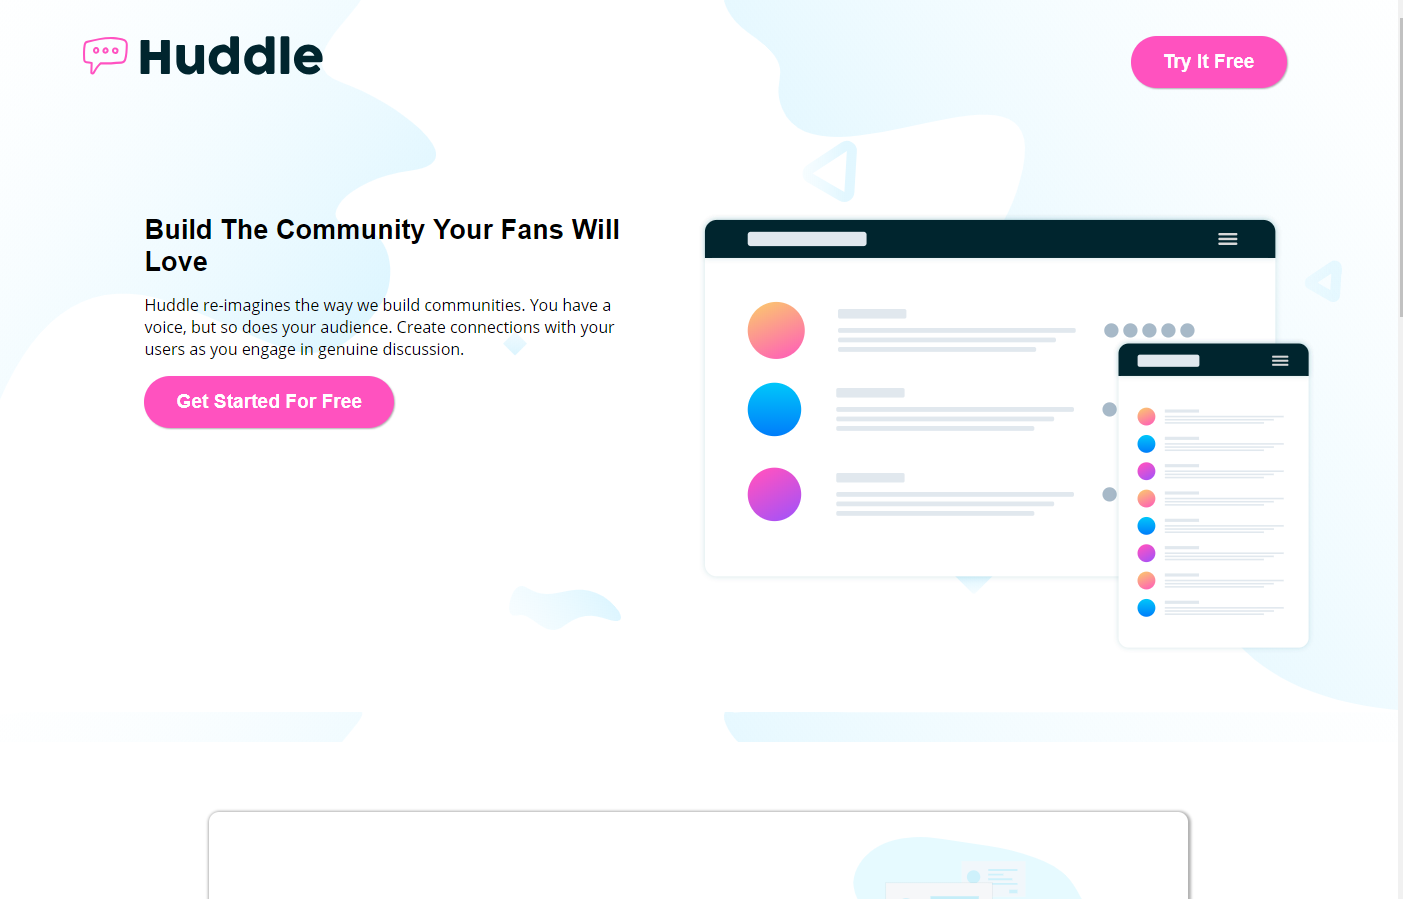 Huddle
Try It Free
Build The Community Your Fans Will
Love
Huddle re-imagines the way we build communities. You have a
voice, but so does your audience. Create connections with your
users as you engage in genuine discussion.
Get Started For Free